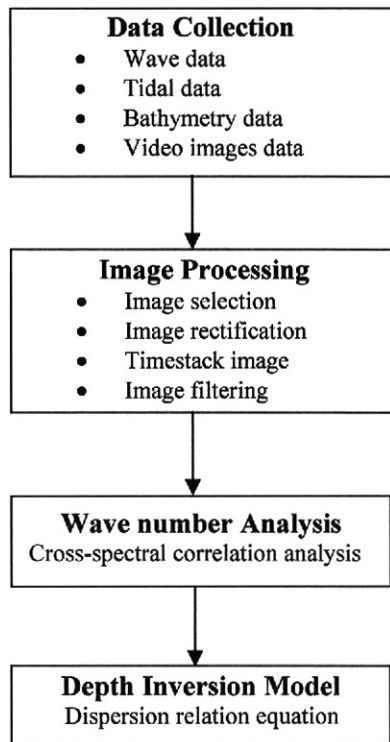 Data Collection
• Wave data
• Tidal data
• Bathymetry data
• Video images data
Image Processing
• Image selection
• Image rectification
• Timestack image
• Image filtering
Wave number Analysis
Cross-spectral correlation analysis
Depth Inversion Model
Dispersion relation equation